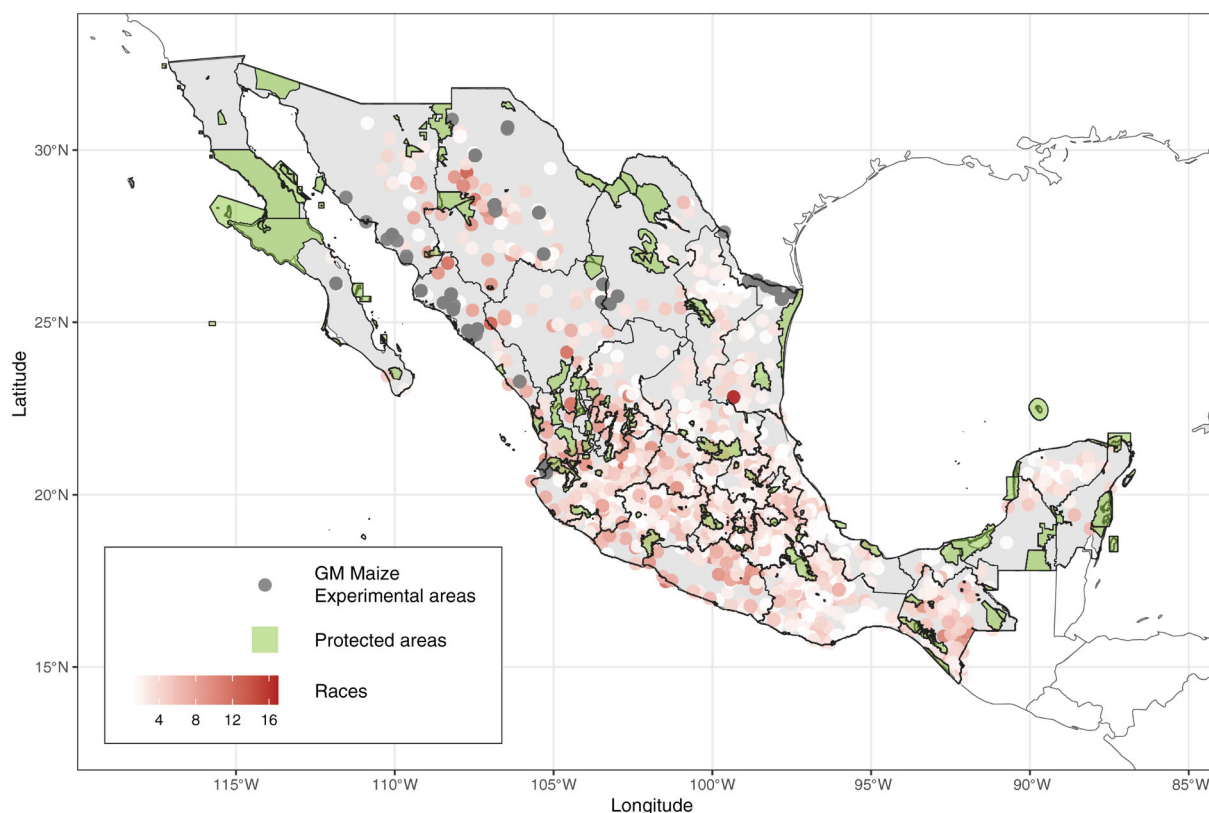 30°N
25°N
20°N
15°N
Latitude
GM Maize
Experimental areas
Protected areas
Races
4 8 12 16
115°W 110°W 105°W 100°W 95°W 90°W 85°W
Longitude